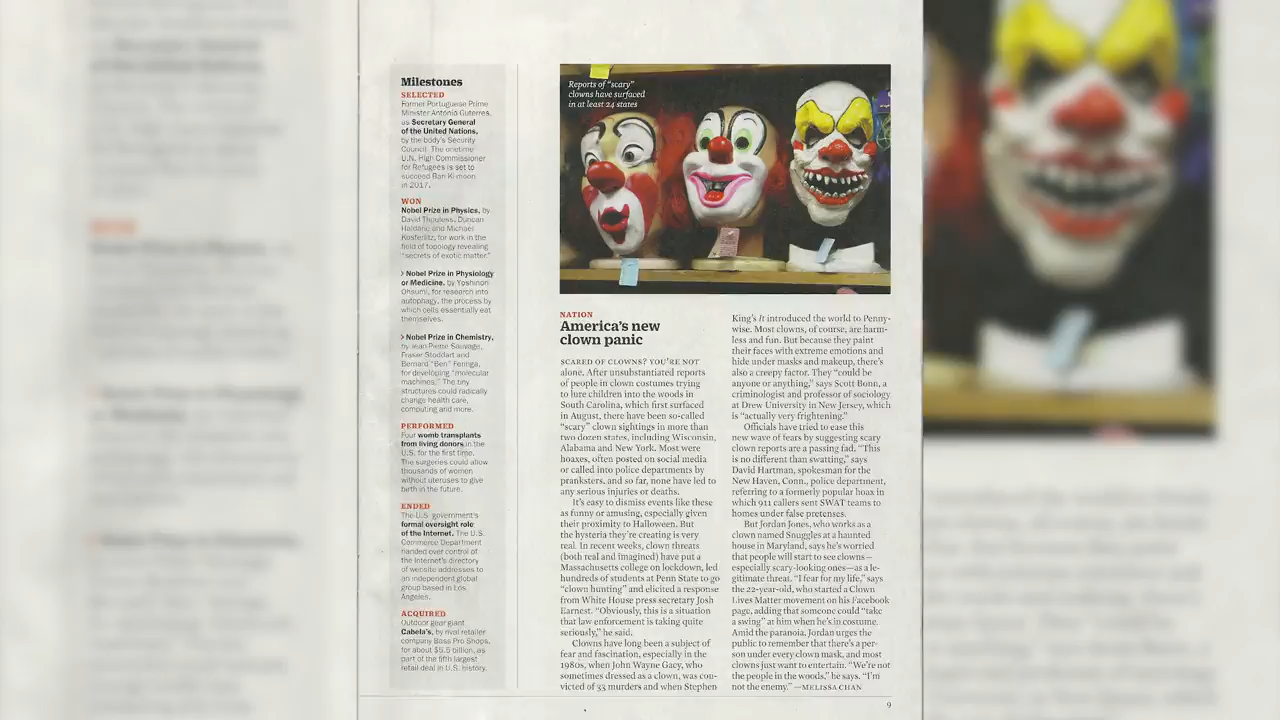 Milestones
SELECTED
Former Portuguese Prime
Minister António Guterres,
as Secretary General
of the United Nations,
by the body's Security
Council. The onetime
U.N. High Commissioner
for Refugees is set to
succeed Ban Ki-moon
in 2017.
WON
Nobel Prize in Physics, by
David Thouless, Duncan
Haldane and Michael
Kosterlitz, for work in the
field of topology revealing
"secrets of exotic matter."
› Nobel Prize in Physiology
or Medicine, by Yoshinori
Ohsumi, for research into
autophagy, the process by
which cells essentially eat
themselves.
› Nobel Prize in Chemistry,
by Jean-Pierre Sauvage,
Fraser Stoddart and
Bernard "Ben" Feringa,
for developing "molecular
machines." The tiny
structures could radically
change health care,
computing and more.
PERFORMED
Four womb transplants
from living donors in the
U.S. for the first time.
The surgeries could allow
thousands of women
without uteruses to give
birth in the future.
ENDED
The U.S. government's
formal oversight role
of the Internet. The U.S.
Commerce Department
handed over control of
the Internet's directory
of website addresses to
an independent global
group based in Los
Angeles.
ACQUIRED
Outdoor gear giant
Cabela's, by rival retailer
company Bass Pro Shops,
for about $5.5 billion, as
part of the fifth largest
retail deal in U.S. history.
Reports of "scary"
clowns have surfaced
in at least 24 states
NATION
America's new
clown panic
SCARED OF CLOWNS? YOU'RE NOT
alone. After unsubstantiated reports
of people in clown costumes trying
to lure children into the woods in
South Carolina, which first surfaced
in August, there have been so-called
"scary" clown sightings in more than
two dozen states, including Wisconsin,
Alabama and New York. Most were
hoaxes, often posted on social media
or called into police departments by
pranksters, and so far, none have led to
any serious injuries or deaths.
It's easy to dismiss events like these
as funny or amusing, especially given
their proximity to Halloween. But
the hysteria they're creating is very
real. In recent weeks, clown threats
(both real and imagined) have put a
Massachusetts college on lockdown, led
hundreds of students at Penn State to go
"clown hunting" and elicited a response
from White House press secretary Josh
Earnest. "Obviously, this is a situation
that law enforcement is taking quite
seriously," he said.
Clowns have long been a subject of
fear and fascination, especially in the
1980s, when John Wayne Gacy, who
sometimes dressed as a clown, was con-
victed of 33 murders and when Stephen
King's It introduced the world to Penny-
wise. Most clowns, of course, are harm-
less and fun. But because they paint
their faces with extreme emotions and
hide under masks and makeup, there's
also a creepy factor. They "could be
anyone or anything," says Scott Bonn, a
criminologist and professor of sociology
at Drew University in New Jersey, which
is "actually very frightening."
Officials have tried to ease this
new wave of fears by suggesting scary
clown reports are a passing fad. "This
is no different than swatting," says
David Hartman, spokesman for the
New Haven, Conn., police department,
referring to a formerly popular hoax in
which 911 callers sent SWAT teams to
homes under false pretenses.
But Jordan Jones, who works as a
clown named Snuggles at a haunted
house in Maryland, says he's worried
that people will start to see clowns—
especially scary-looking ones—as a le-
gitimate threat. "I fear for my life," says
the 22-year-old, who started a Clown
Lives Matter movement on his Facebook
page, adding that someone could "take
a swing" at him when he's in costume.
Amid the paranoia, Jordan urges the
public to remember that there's a per-
son under every clown mask, and most
clowns just want to entertain. "We're not
the people in the woods," he says. "I'm
not the enemy." —MELISSA CHAN
9